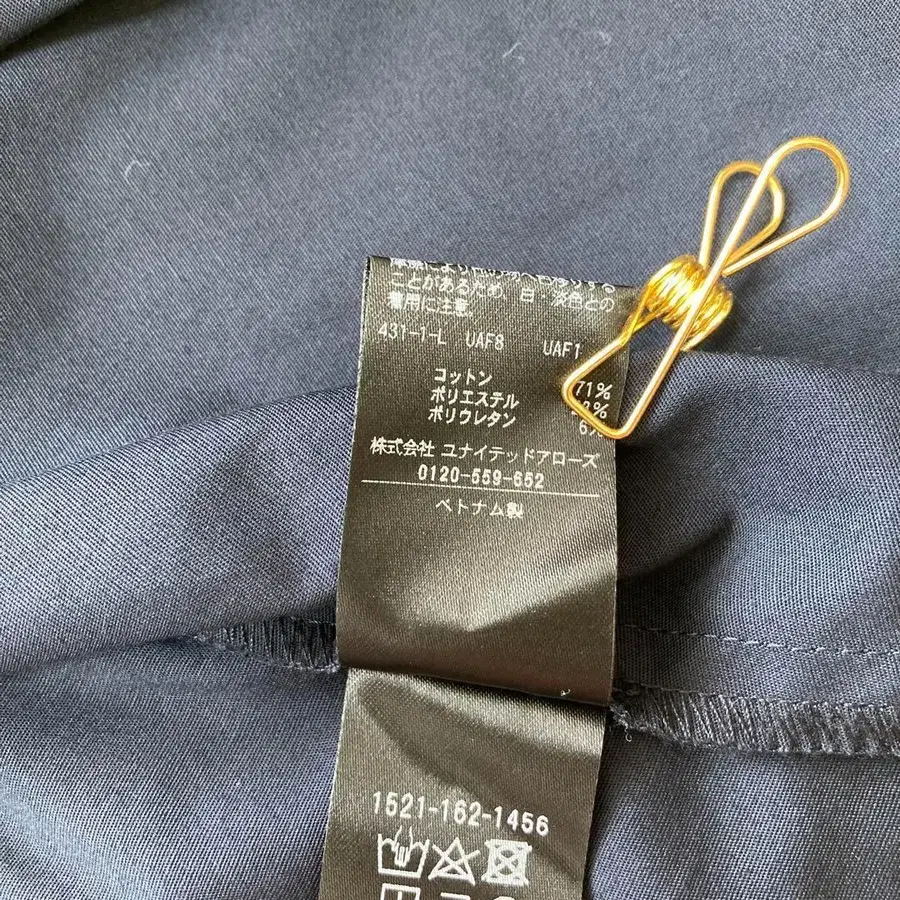 ことがあるため、白・淡色との
着用に注意。
431-1-L UAF8 UAF1
コットン 71%
ポリエステル %
ポリウレタン 6%
株式会社 ユナイテッドアローズ
0120-559-652
ベトナム製
1521-162-1456